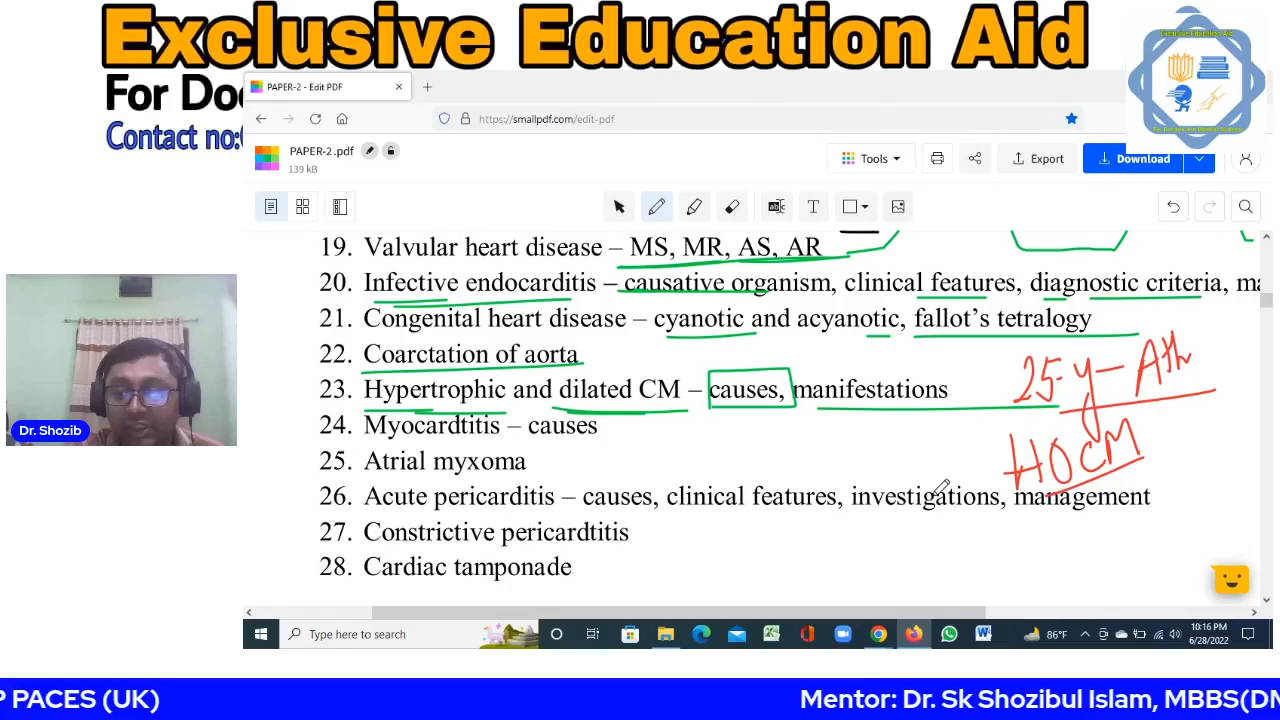 Exclusive Education Aid
For Do
Contact no:
PAPER-2 - Edit PDF
https://smallpdf.com/edit-pdf
PAPER-2.pdf
139 kB
Tools
Export
Download
19. Valvular heart disease – MS, MR, AS, AR
20. Infective endocarditis – causative organism, clinical features, diagnostic criteria, ma
21. Congenital heart disease – cyanotic and acyanotic, fallot's tetralogy
22. Coarctation of aorta
23. Hypertrophic and dilated CM – causes, manifestations
24. Myocardtitis – causes
25. Atrial myxoma
26. Acute pericarditis – causes, clinical features, investigations, management
27. Constrictive pericardtitis
28. Cardiac tamponade
25-y-Ath
HOCM
Dr. Shozib
Type here to search
86°F
10:16 PM
6/28/2022
P PACES (UK)
Mentor: Dr. Sk Shozibul Islam, MBBS(DM